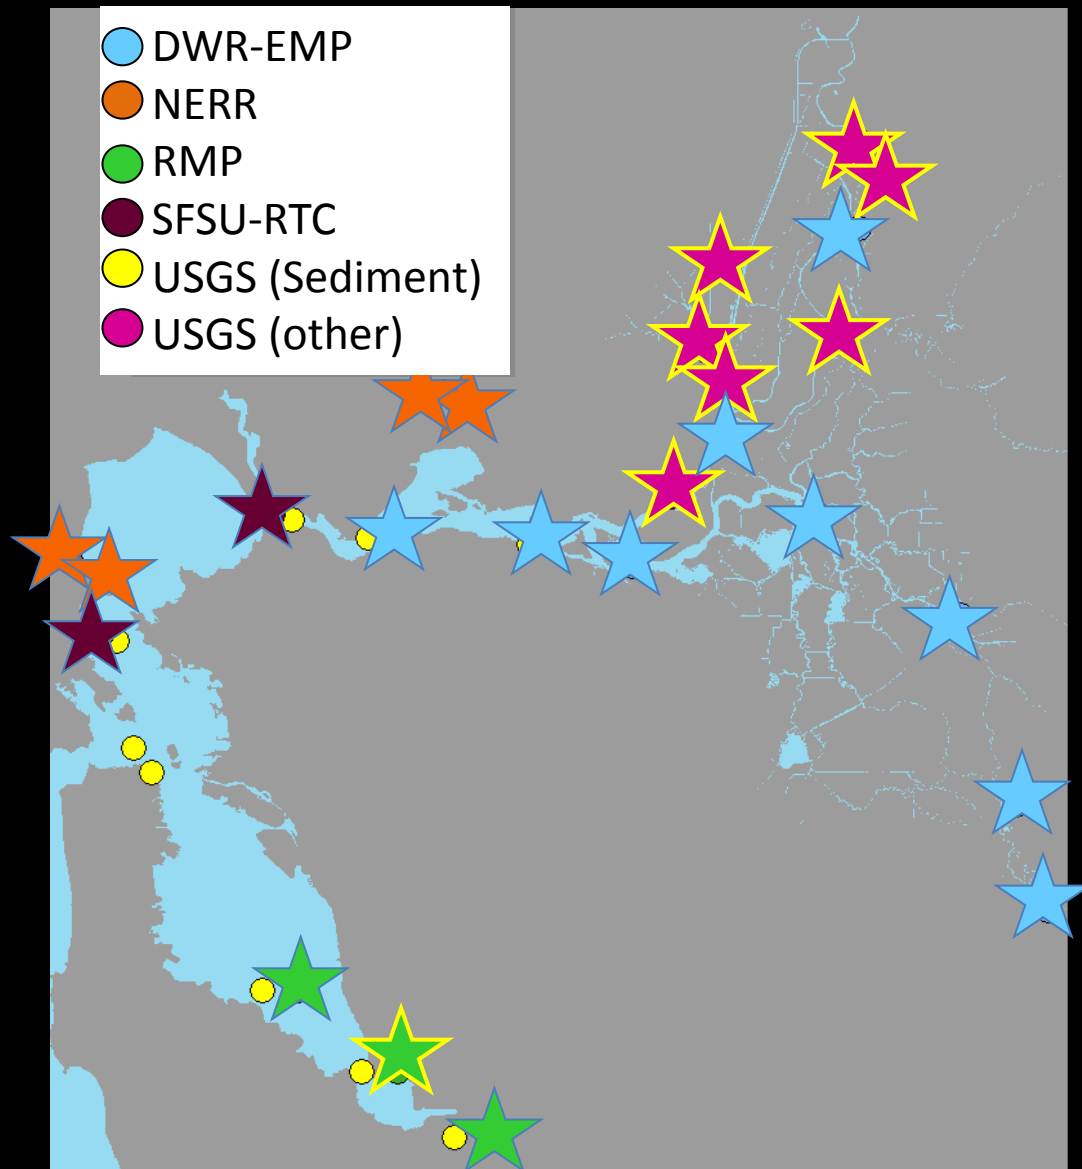 DWR-EMP
NERR
RMP
SFSU-RTC
USGS (Sediment)
USGS (other)